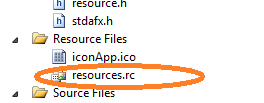 resource.h
stdafx.h
Resource Files
iconApp.ico
resources.rc
Source Files